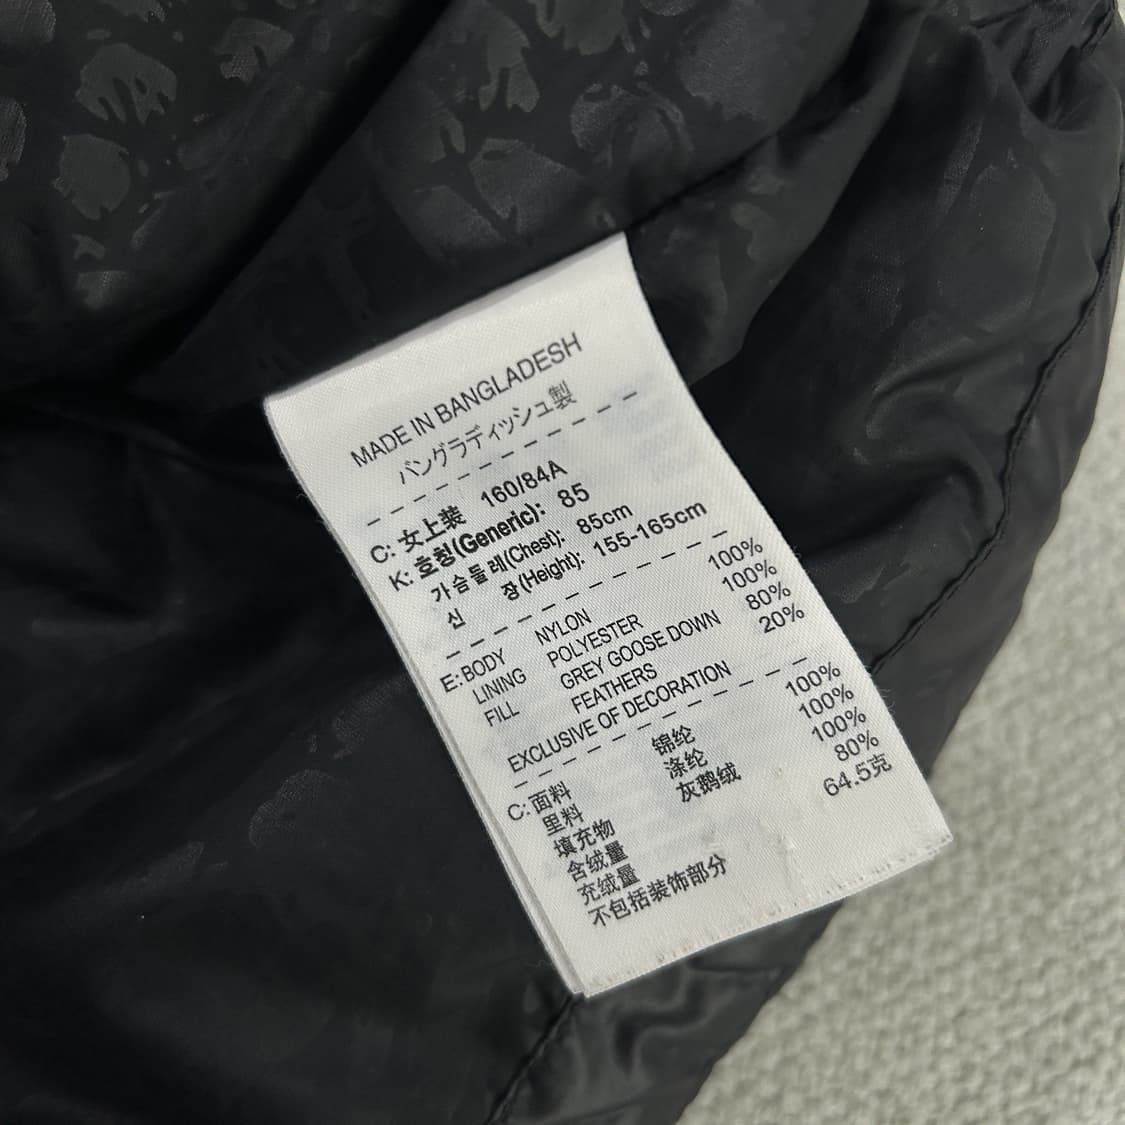 MADE IN BANGLADESH
バングラディッシュ製
C: 女上装 160/84A
K: 호칭(Generic): 85
가슴둘레(Chest): 85cm
신 장(Height): 155-165cm
E: BODY NYLON 100%
LINING POLYESTER 100%
FILL GREY GOOSE DOWN 80%
FEATHERS 20%
EXCLUSIVE OF DECORATION
C: 面料 锦纶 100%
里料 涤纶 100%
填充物 灰鹅绒 100%
含绒量 80%
充绒量 64.5克
不包括装饰部分